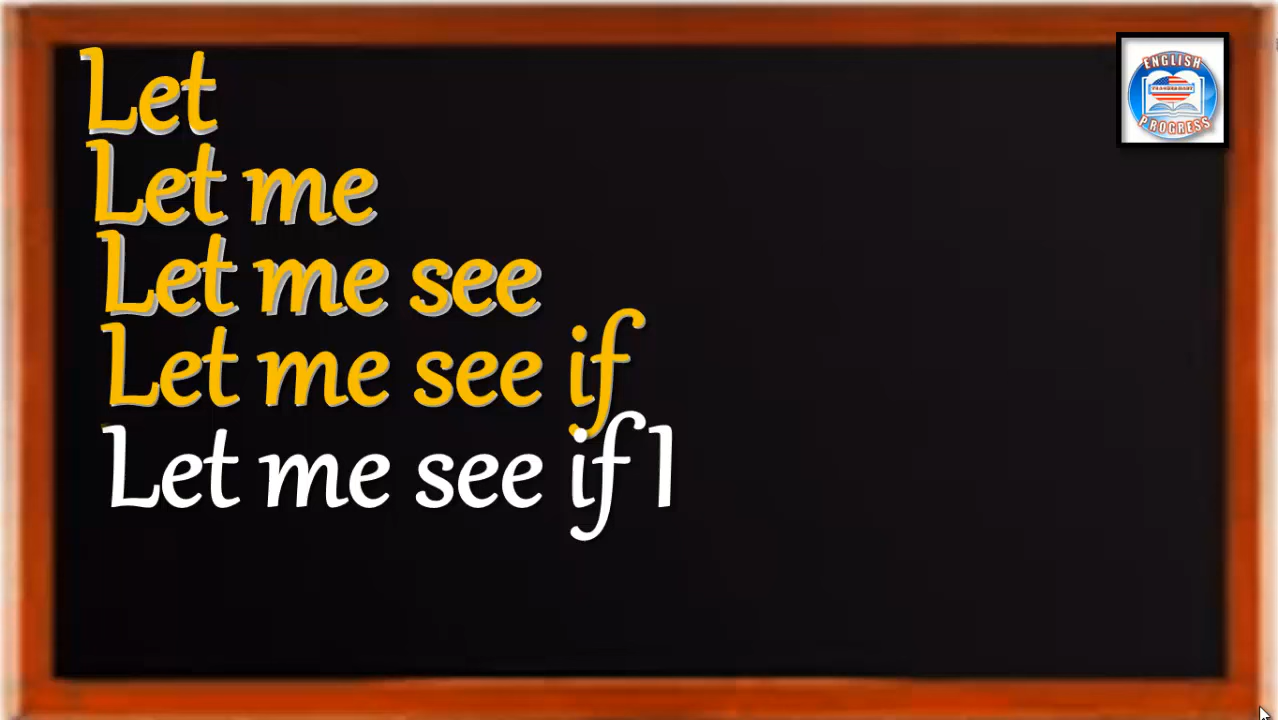 Let
Let me
Let me see
Let me see if
Let me see if I
ENGLISH
PROGRESS